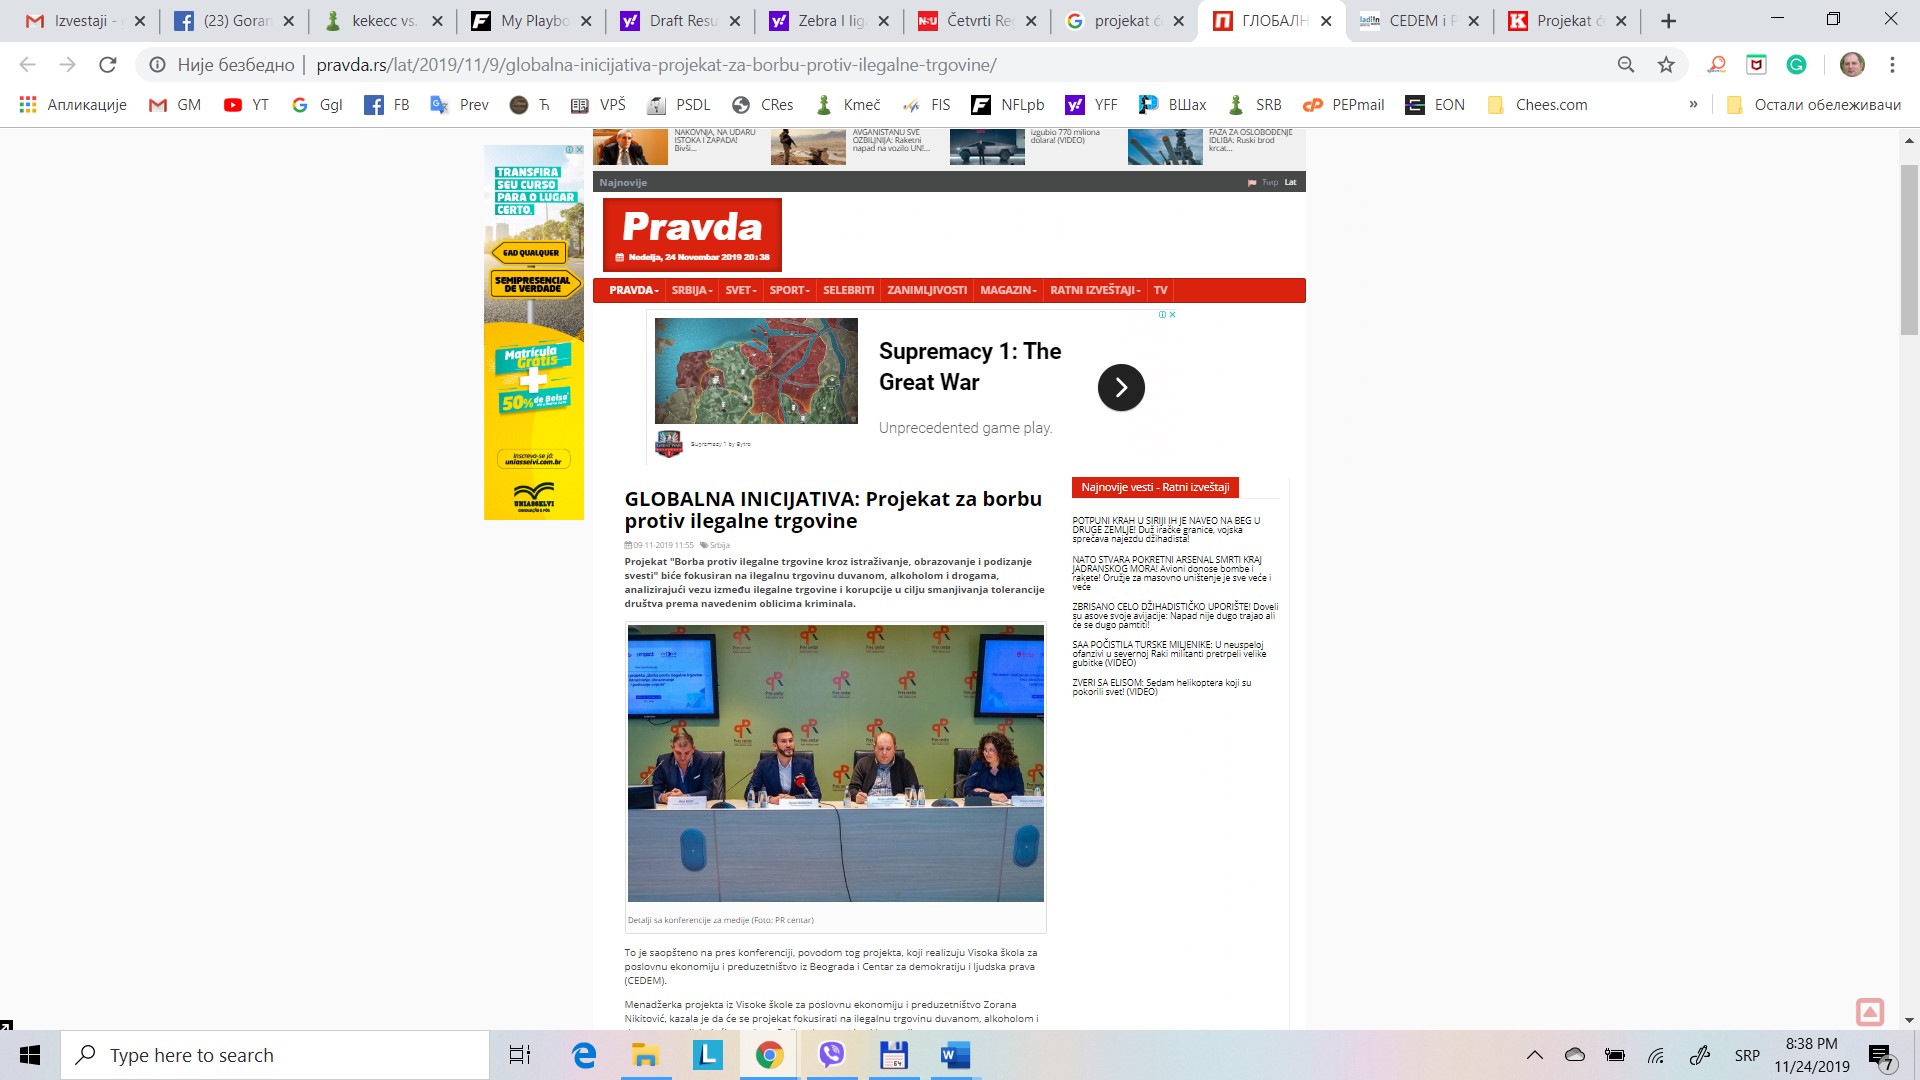 Izvestaji -
(23) Goran
kekecc vs.
My Playbo
Draft Resu
Zebra I lig
Četvrti Reg
projekat ć
ГЛОБАЛН
CEDEM i P
Projekat ć
Није безбедно
pravda.rs/lat/2019/11/9/globalna-inicijativa-projekat-za-borbu-protiv-ilegalne-trgovine/
Апликације GM YT Ggl FB Prev Ћ VPŠ PSDL CRes Kmeč FIS NFLpb YFF ВШах SRB PEPmail EON Chees.com » Остали обележивачи
NAKOVNJA, NA UDARU
ISTOKA I ZAPADA!
Bivši...
AVGANISTANU SVE
OZBILJNIJA: Raketni
napad na vozilo UN!...
izgubio 770 miliona
dolara! (VIDEO)
FAZA ZA OSLOBOĐENJE
IDLIBA: Ruski brod
krcat...
Najnovije
Ћир Lat
TRANSFIRA
SEU CURSO
PARA O LUGAR
CERTO.
EAD QUALQUER
SEMIPRESENCIAL
DE VERDADE
Matrícula
Grátis
+
50% de Bolsa*
Inscreva-se já:
uniasselvi.com.br
UNIASSELVI
Pravda
Nedelja, 24 Novembar 2019 20:38
PRAVDA SRBIJA SVET SPORT SELEBRITI ZANIMLJIVOSTI MAGAZIN RATNI IZVEŠTAJI TV
Supremacy 1: The
Great War
Unprecedented game play.
Supremacy 1 by Bytro
GLOBALNA INICIJATIVA: Projekat za borbu
protiv ilegalne trgovine
09-11-2019 11:55 Srbija
Projekat "Borba protiv ilegalne trgovine kroz istraživanje, obrazovanje i podizanje
svesti" biće fokusiran na ilegalnu trgovinu duvanom, alkoholom i drogama,
analizirajući vezu između ilegalne trgovine i korupcije u cilju smanjivanja tolerancije
društva prema navedenim oblicima kriminala.
Pres centar
Detalji sa konferencije za medije (Foto: PR centar)
To je saopšteno na pres konferenciji, povodom tog projekta, koji realizuju Visoka škola za
poslovnu ekonomiju i preduzetništvo iz Beograda i Centar za demokratiju i ljudska prava
(CEDEM).
Menadžerka projekta iz Visoke škole za poslovnu ekonomiju i preduzetništvo Zorana
Nikitović, kazala je da će se projekat fokusirati na ilegalnu trgovinu duvanom, alkoholom i
Najnovije vesti - Ratni izveštaji
POTPUNI KRAH U SIRIJI IH JE NAVEO NA BEG U
DRUGE ZEMLJE! Duž iračke granice, vojska
sprečava najezdu džihadista!
NATO STVARA POKRETNI ARSENAL SMRTI KRAJ
JADRANSKOG MORA! Avioni donose bombe i
rakete! Oružje za masovno uništenje je sve veće i
veće
ZBRISANO CELO DŽIHADISTIČKO UPORIŠTE! Doveli
su asove svoje avijacije: Napad nije dugo trajao ali
će se dugo pamtiti!
SAA POČISTILA TURSKE MILJENIKE: U neuspeloj
ofanzivi u severnoj Raki militanti pretrpeli velike
gubitke (VIDEO)
ZVERI SA ELISOM: Sedam helikoptera koji su
pokorili svet! (VIDEO)
Type here to search
SRP
8:38 PM
11/24/2019
7